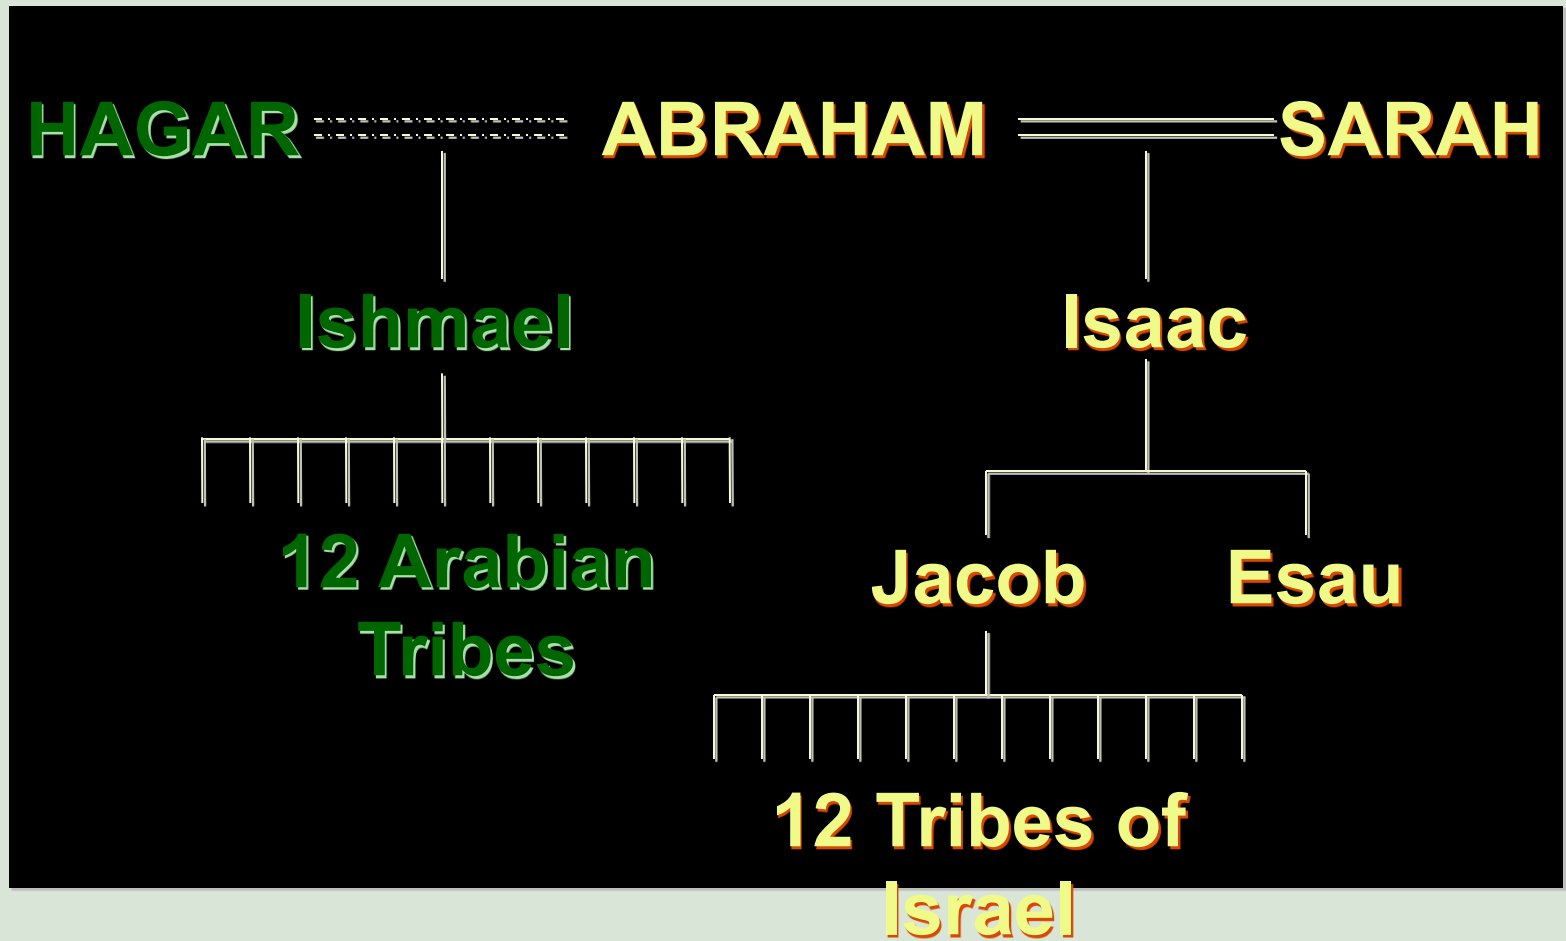 HAGAR ABRAHAM SARAH
Ishmael Isaac
12 Arabian
Tribes
Jacob Esau
12 Tribes of
Israel